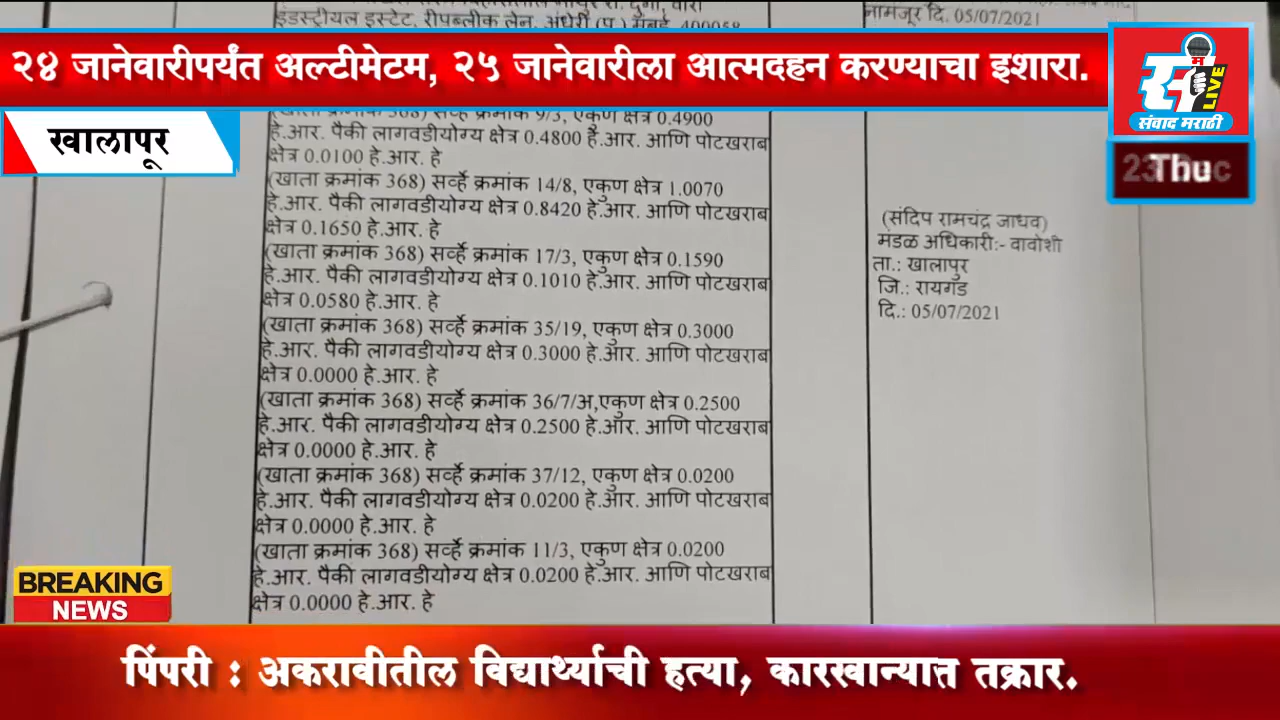 इंडस्ट्रीयल इस्टेट, रीपब्लीक लेन, अंधेरी (प.) मुंबई, 400058
नामंजूर दि. 05/07/2021
२४ जानेवारीपर्यंत अल्टीमेटम, २५ जानेवारीला आत्मदहन करण्याचा इशारा.
LIVE
संवाद मराठी
खालापूर
Thu
(खाता क्रमांक 368) सर्व्हे क्रमांक 9/3, एकुण क्षेत्र 0.4900
हे.आर. पैकी लागवडीयोग्य क्षेत्र 0.4800 हे.आर. आणि पोटखराब
क्षेत्र 0.0100 हे.आर. हे
(खाता क्रमांक 368) सर्व्हे क्रमांक 14/8, एकुण क्षेत्र 1.0070
हे.आर. पैकी लागवडीयोग्य क्षेत्र 0.8420 हे.आर. आणि पोटखराब
क्षेत्र 0.1650 हे.आर. हे
(खाता क्रमांक 368) सर्व्हे क्रमांक 17/3, एकुण क्षेत्र 0.1590
हे.आर. पैकी लागवडीयोग्य क्षेत्र 0.1010 हे.आर. आणि पोटखराब
क्षेत्र 0.0580 हे.आर. हे
(खाता क्रमांक 368) सर्व्हे क्रमांक 35/19, एकुण क्षेत्र 0.3000
हे.आर. पैकी लागवडीयोग्य क्षेत्र 0.3000 हे.आर. आणि पोटखराब
क्षेत्र 0.0000 हे.आर. हे
(खाता क्रमांक 368) सर्व्हे क्रमांक 36/7/अ,एकुण क्षेत्र 0.2500
हे.आर. पैकी लागवडीयोग्य क्षेत्र 0.2500 हे.आर. आणि पोटखराब
क्षेत्र 0.0000 हे.आर. हे
(खाता क्रमांक 368) सर्व्हे क्रमांक 37/12, एकुण क्षेत्र 0.0200
हे.आर. पैकी लागवडीयोग्य क्षेत्र 0.0200 हे.आर. आणि पोटखराब
क्षेत्र 0.0000 हे.आर. हे
(खाता क्रमांक 368) सर्व्हे क्रमांक 11/3, एकुण क्षेत्र 0.0200
हे.आर. पैकी लागवडीयोग्य क्षेत्र 0.0200 हे.आर. आणि पोटखराब
क्षेत्र 0.0000 हे.आर. हे
(संदिप रामचंद्र जाधव)
मंडळ अधिकारी:- वावोशी
ता.: खालापुर
जि.: रायगड
दि.: 05/07/2021
BREAKING
NEWS
पिंपरी : अकरावीतील विद्यार्थ्याची हत्या, कारखान्यात तक्रार.